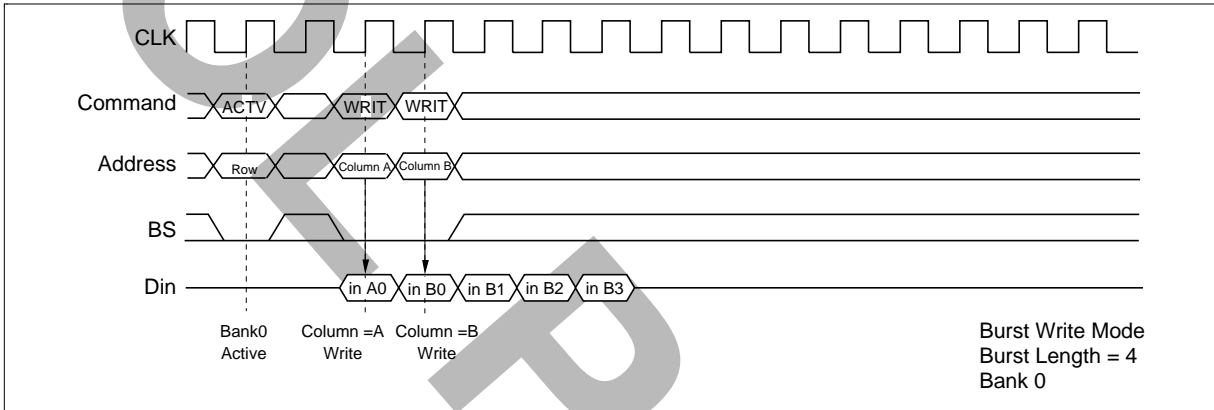 CLK
Command ACTV WRIT WRIT
Address Row Column A Column B
BS
Din in A0 in B0 in B1 in B2 in B3
Bank0 Column =A Column =B
Active Write Write
Burst Write Mode
Burst Length = 4
Bank 0